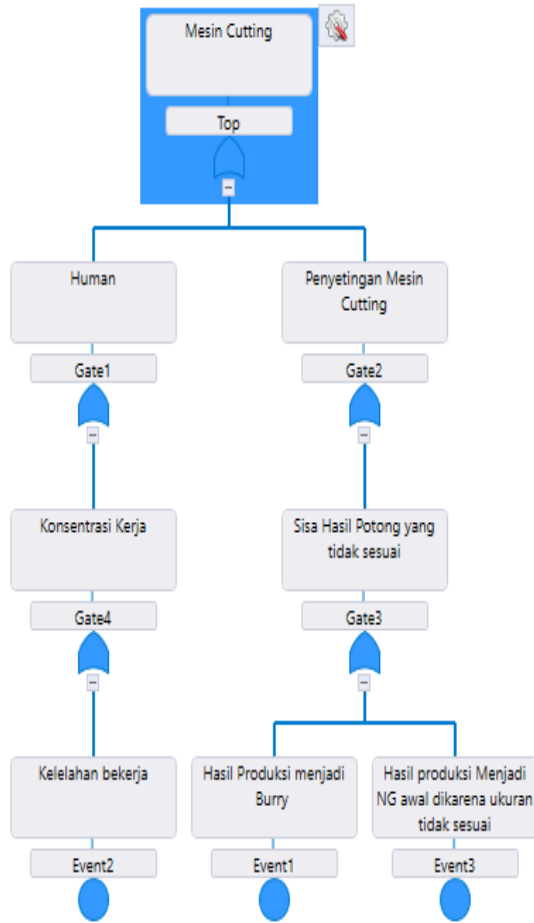 Mesin Cutting
Top
Human
Penyetingan Mesin
Cutting
Gate1
Gate2
Konsentrasi Kerja
Sisa Hasil Potong yang
tidak sesuai
Gate4
Gate3
Kelelahan bekerja
Hasil Produksi menjadi
Burry
Hasil produksi Menjadi
NG awal dikarena ukuran
tidak sesuai
Event2
Event1
Event3